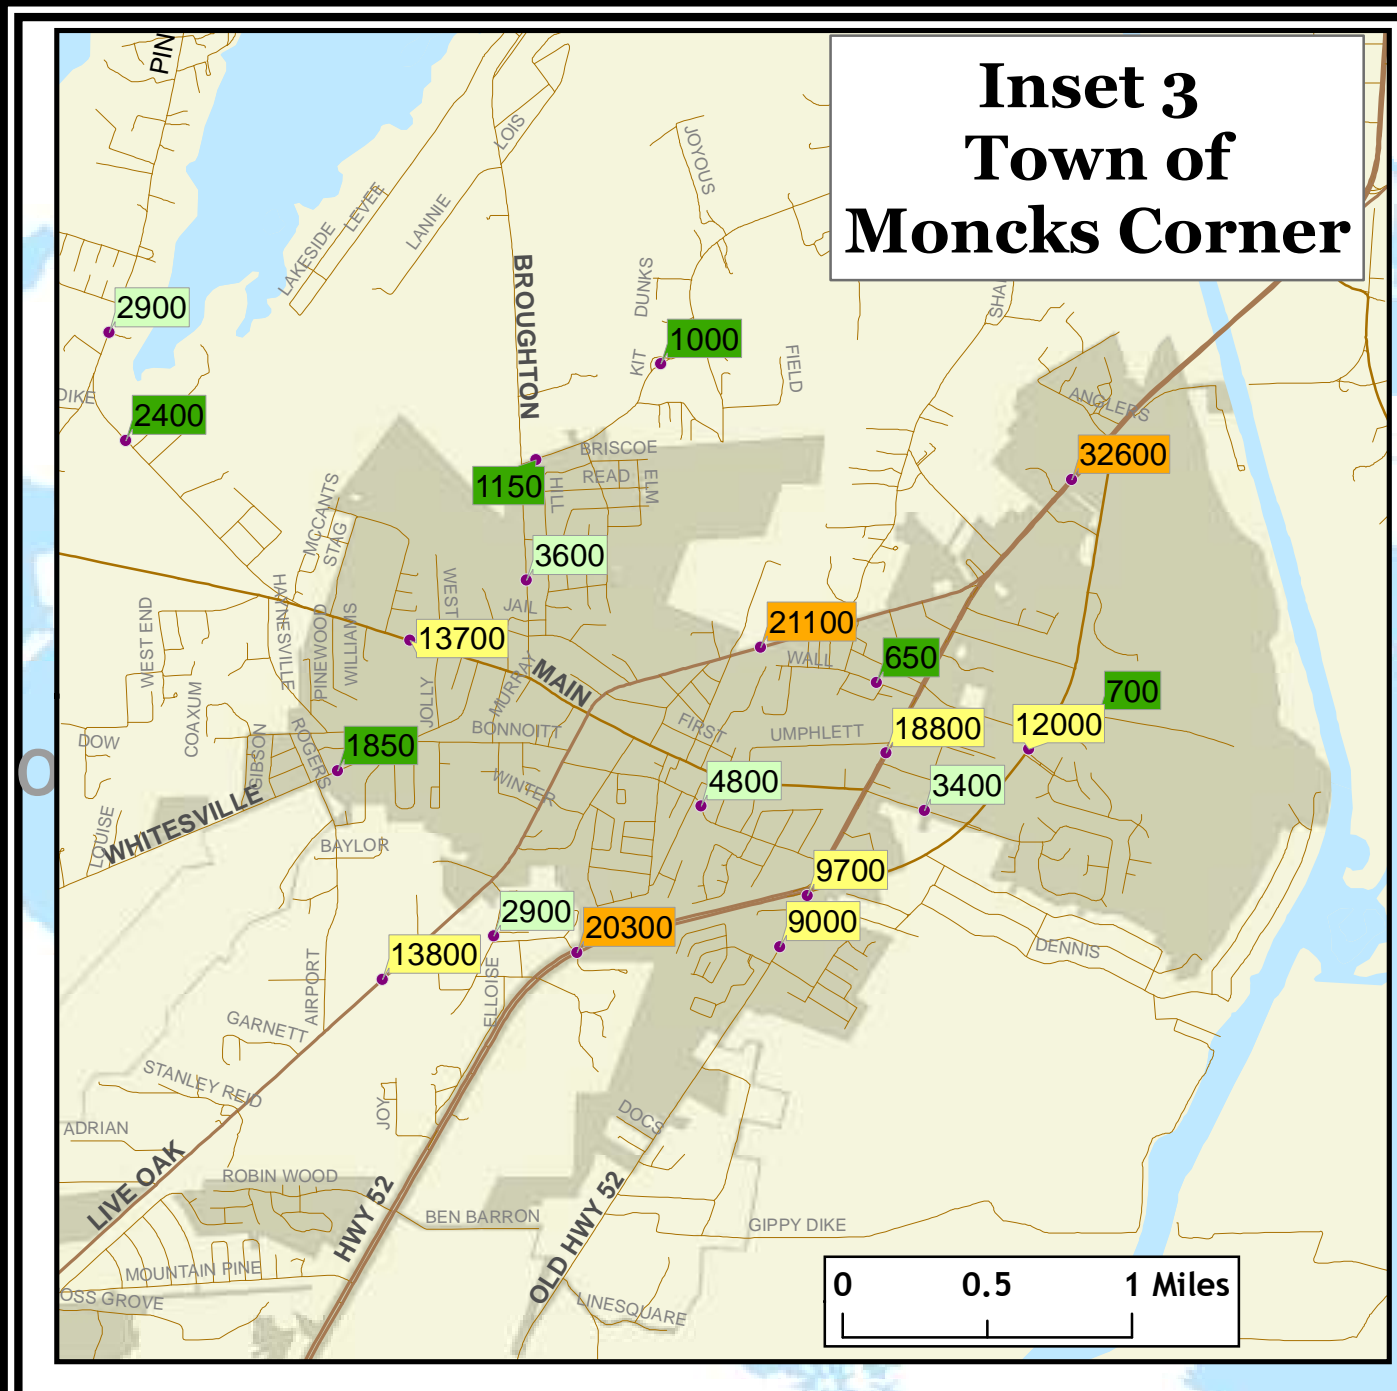 Inset 3
Town of
Moncks Corner
PIN
LOIS
JOYOUS
LEVEE
LANNIE
LAKESIDE
BROUGHTON
DUNKS
SHA
2900
1000
KIT
FIELD
DIKE
2400
ANGLERS
BRISCOE
32600
1150
HILL
READ
ELM
MCCANTS
STAG
3600
HAYNESVILLE
WEST
JAIL
WEST END
PINEWOOD
WILLIAMS
13700
21100
WALL
650
MURRAY
MAIN
700
COAXUM
JOLLY
FIRST
12000
DOW
GIBSON
ROGERS
1850
BONNOITT
UMPHLETT
18800
O
WINTER
4800
3400
LOUISE
WHITESVILLE
BAYLOR
9700
2900
20300
9000
13800
DENNIS
AIRPORT
ELLOISE
GARNETT
STANLEY REID
JOY
DOCS
ADRIAN
LIVE OAK
ROBIN WOOD
HWY 52
BEN BARRON
OLD HWY 52
GIPPY DIKE
MOUNTAIN PINE
OSS GROVE
LINESQUARE
0 0.5 1 Miles